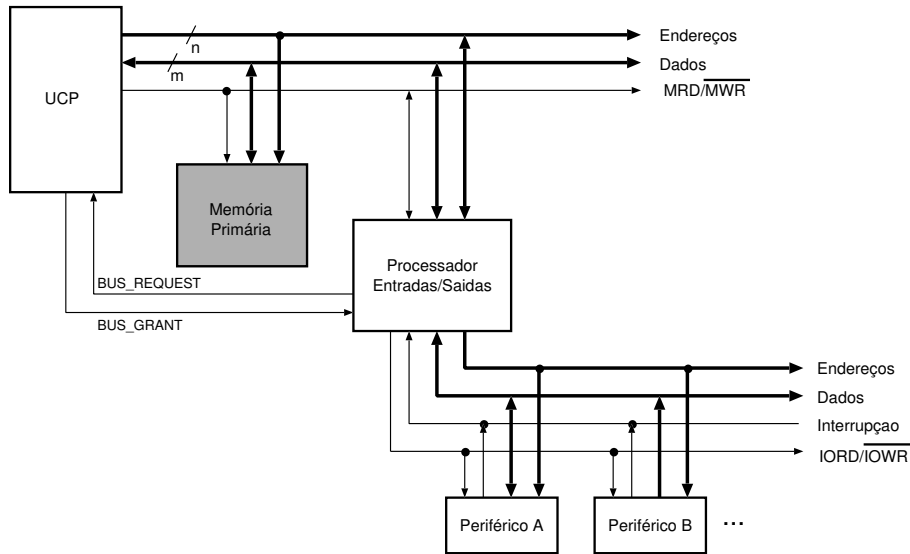 n
Endereços
m
Dados
UCP
MRD/MWR
Memória
Primária
Processador
Entradas/Saidas
BUS_REQUEST
BUS_GRANT
Endereços
Dados
Interrupçao
IORD/IOWR
Periférico A
Periférico B
...